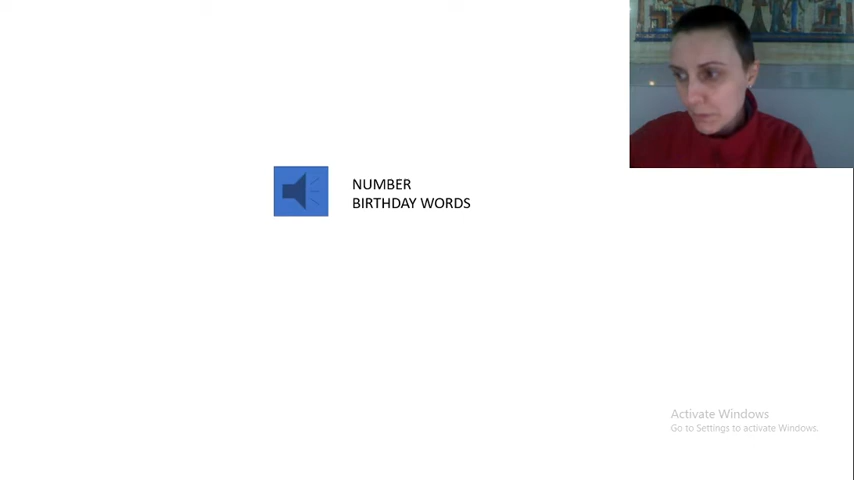 NUMBER
BIRTHDAY WORDS
Activate Windows
Go to Settings to activate Windows.